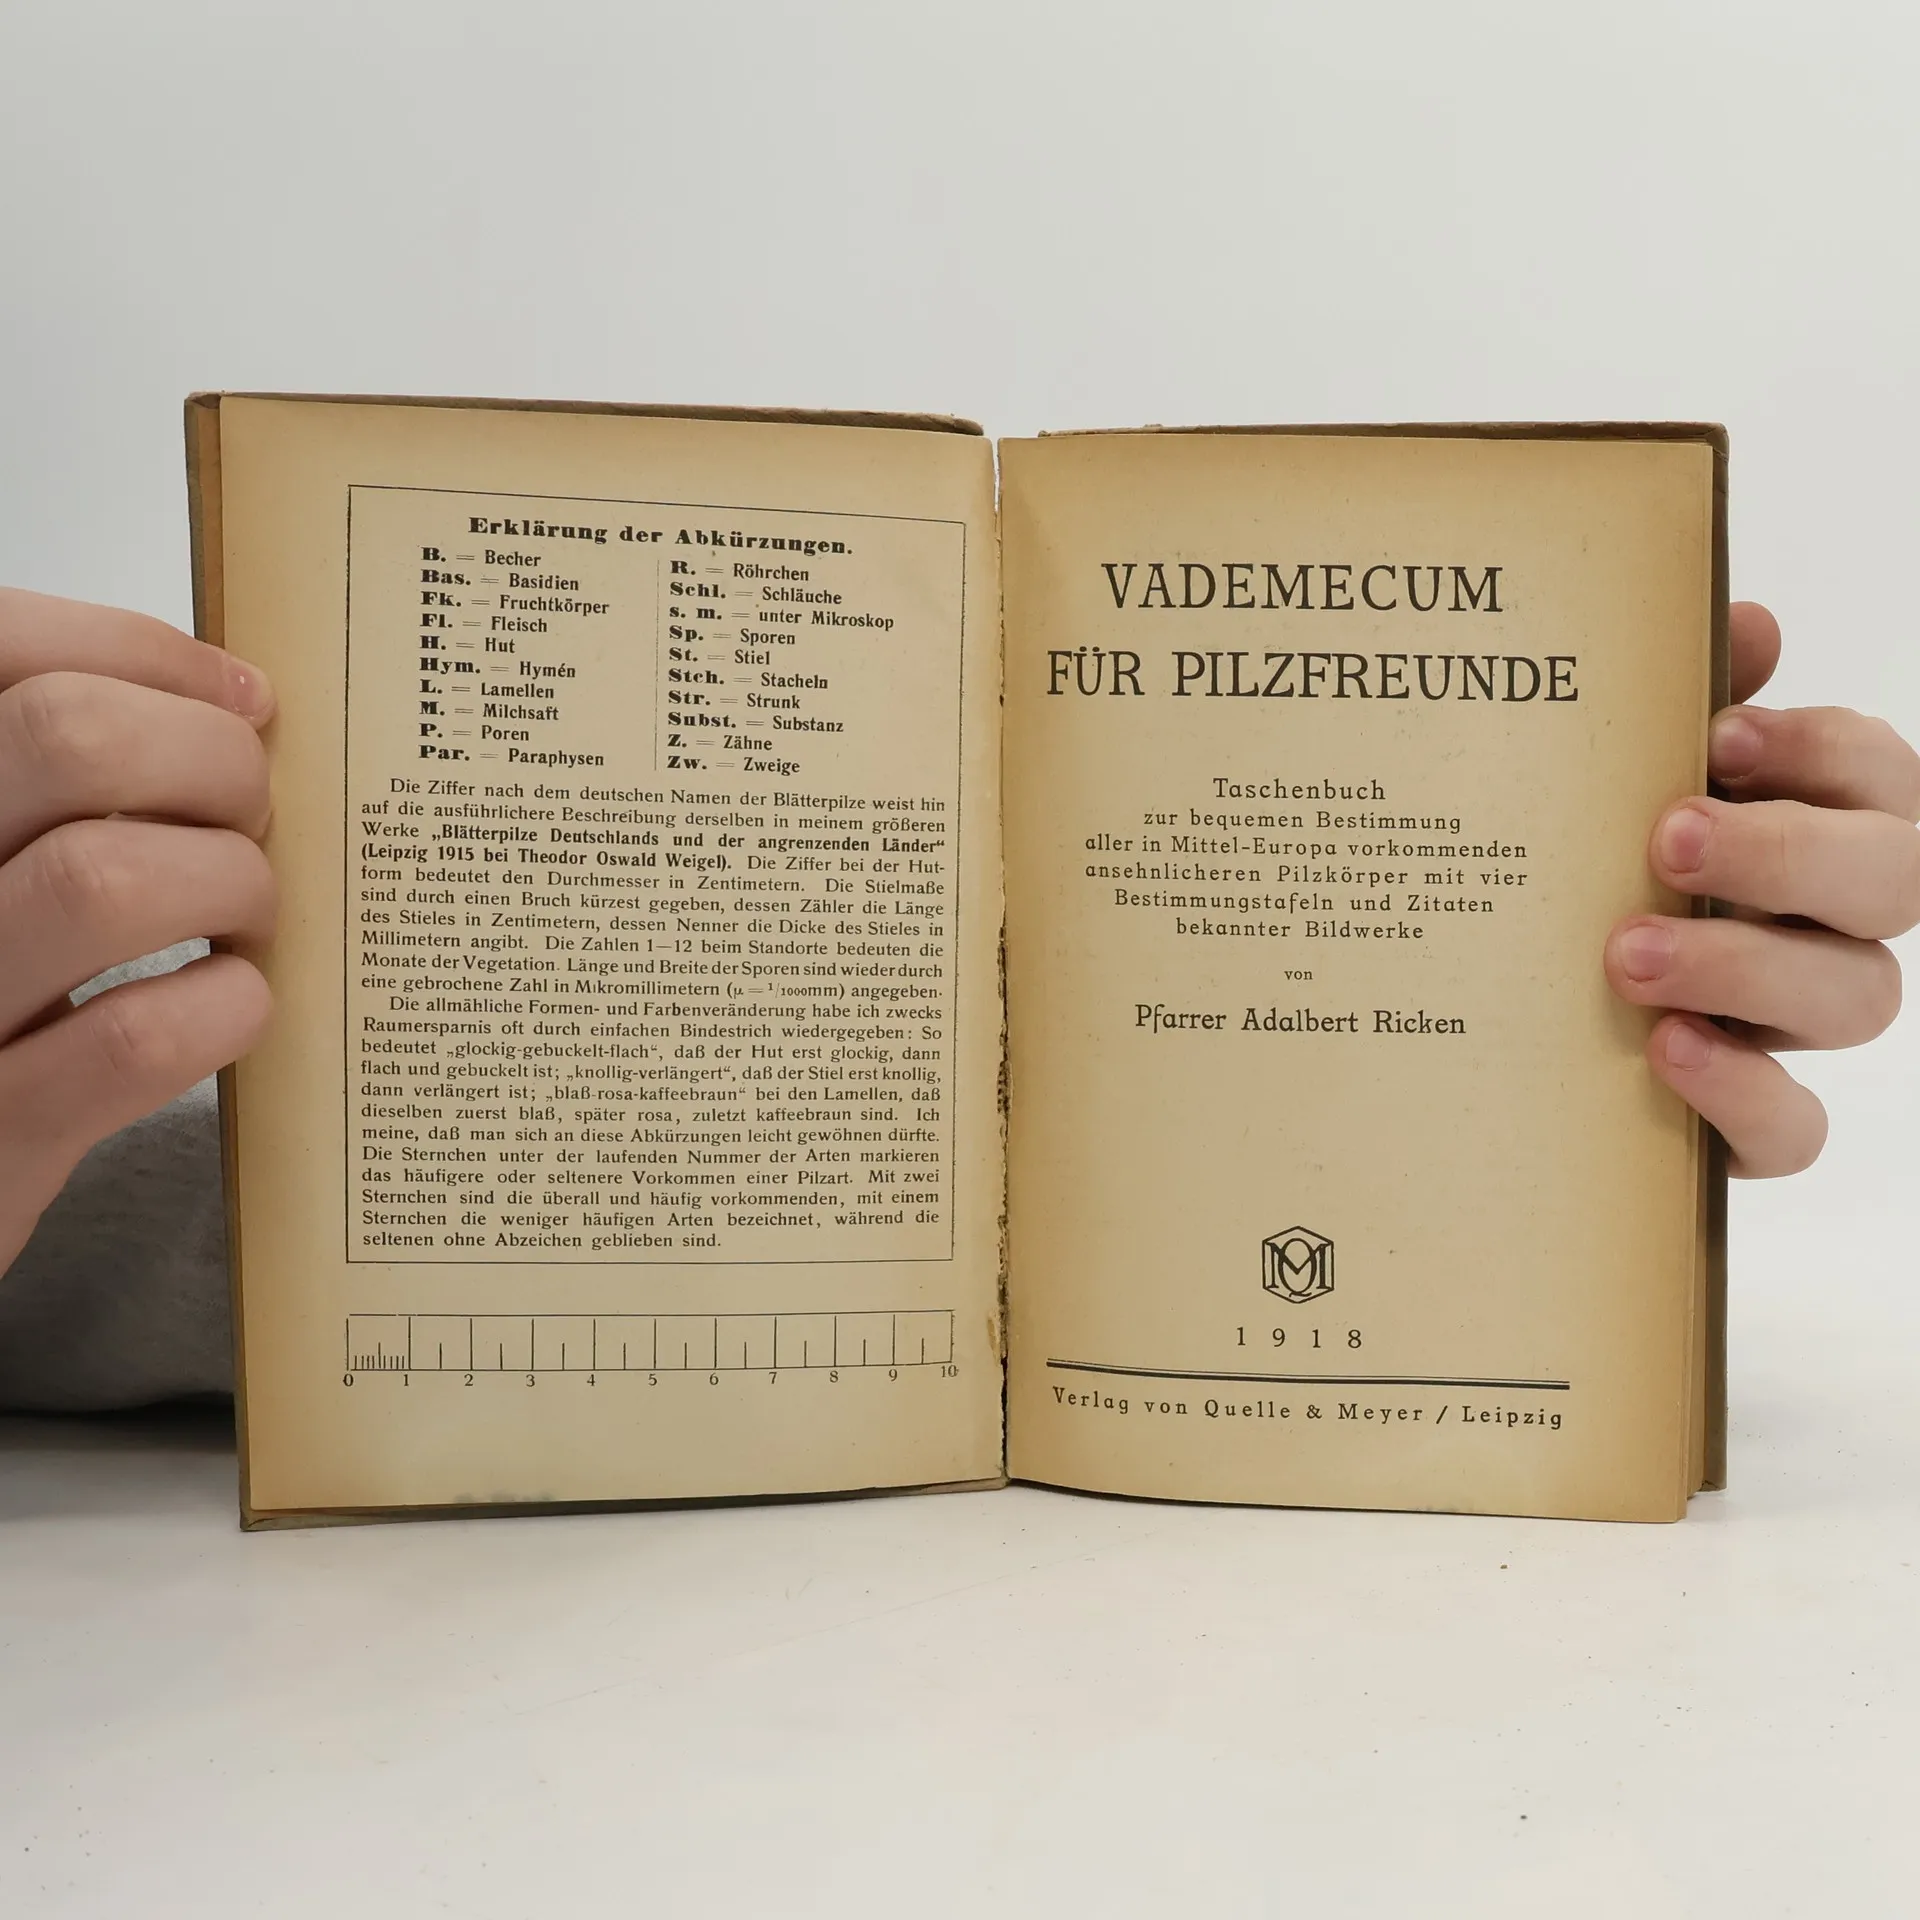 Erklärung der Abkürzungen.
B. = Becher
Bas. = Basidien
Fk. = Fruchtkörper
Fl. = Fleisch
H. = Hut
Hym. = Hymén
L. = Lamellen
M. = Milchsaft
P. = Poren
Par. = Paraphysen
R. = Röhrchen
Schl. = Schläuche
s. m. = unter Mikroskop
Sp. = Sporen
St. = Stiel
Stch. = Stacheln
Str. = Strunk
Subst. = Substanz
Z. = Zähne
Zw. = Zweige
Die Ziffer nach dem deutschen Namen der Blätterpilze weist hin
auf die ausführlichere Beschreibung derselben in meinem größeren
Werke „Blätterpilze Deutschlands und der angrenzenden Länder“
(Leipzig 1915 bei Theodor Oswald Weigel). Die Ziffer bei der Hut-
form bedeutet den Durchmesser in Zentimetern. Die Stielmaße
sind durch einen Bruch kürzest gegeben, dessen Zähler die Länge
des Stieles in Zentimetern, dessen Nenner die Dicke des Stieles in
Millimetern angibt. Die Zahlen 1—12 beim Standorte bedeuten die
Monate der Vegetation. Länge und Breite der Sporen sind wieder durch
eine gebrochene Zahl in Mikromillimetern (μ = 1/1000mm) angegeben.
Die allmähliche Formen- und Farbenveränderung habe ich zwecks
Raumersparnis oft durch einfachen Bindestrich wiedergegeben: So
bedeutet „glockig-gebuckelt-flach“, daß der Hut erst glockig, dann
flach und gebuckelt ist; „knollig-verlängert“, daß der Stiel erst knollig,
dann verlängert ist; „blaß-rosa-kaffeebraun“ bei den Lamellen, daß
dieselben zuerst blaß, später rosa, zuletzt kaffeebraun sind. Ich
meine, daß man sich an diese Abkürzungen leicht gewöhnen dürfte.
Die Sternchen unter der laufenden Nummer der Arten markieren
das häufigere oder seltenere Vorkommen einer Pilzart. Mit zwei
Sternchen sind die überall und häufig vorkommenden, mit einem
Sternchen die weniger häufigen Arten bezeichnet, während die
seltenen ohne Abzeichen geblieben sind.
0 1 2 3 4 5 6 7 8 9 10
VADEMECUM
FÜR PILZFREUNDE
Taschenbuch
zur bequemen Bestimmung
aller in Mittel-Europa vorkommenden
ansehnlicheren Pilzkörper mit vier
Bestimmungstafeln und Zitaten
bekannter Bildwerke
von
Pfarrer Adalbert Ricken
QM
1918
Verlag von Quelle & Meyer / Leipzig